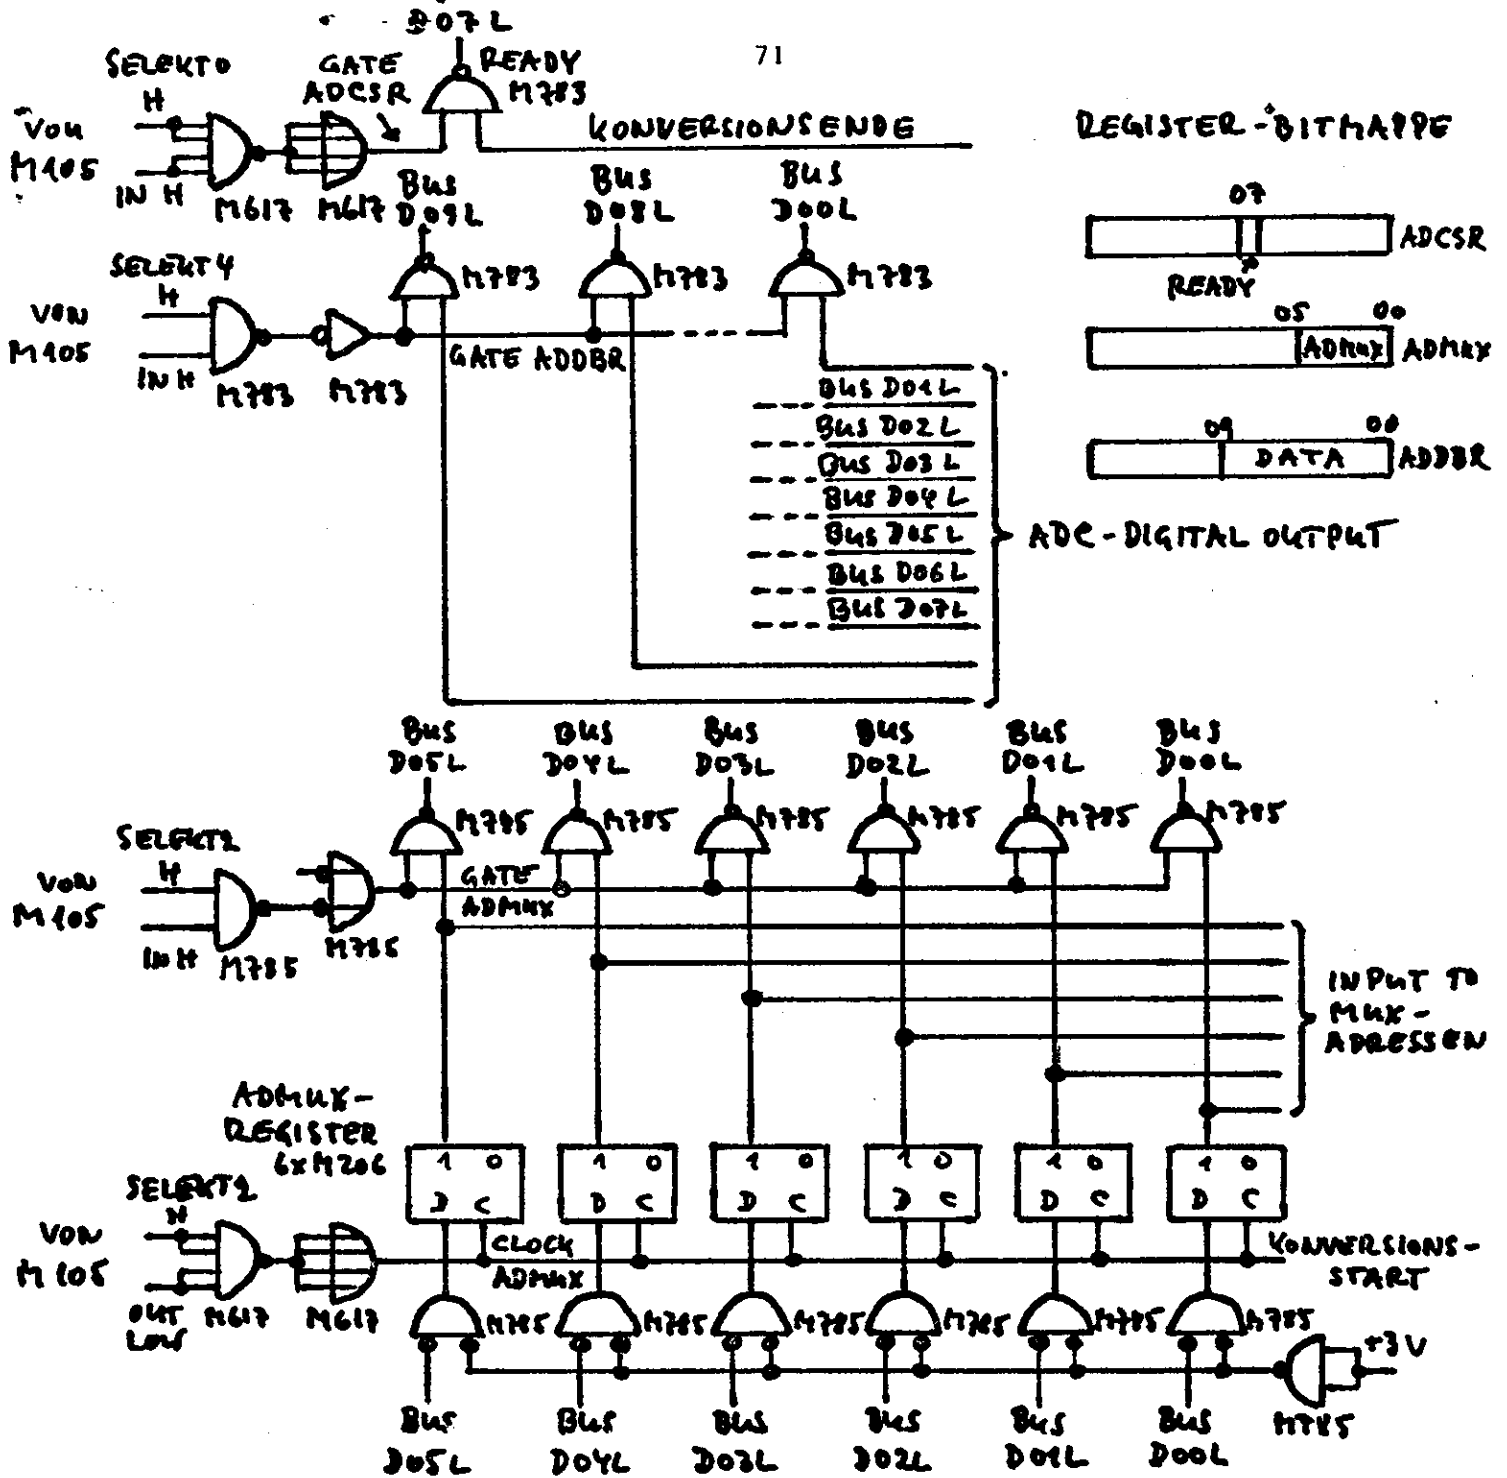 D07L
71
SELEKT0
H
GATE
ADCSR
READY
M783
VON
M105
IN H
M617
M617
KONVERSIONSENDE
REGISTER-BITMAPPE
BUS
D09L
BUS
D08L
BUS
D00L
07
ADCSR
READY
SELEKT4
H
VON
M105
IN H
M783
M783
M783
M783
M783
GATE ADDBR
05
00
ADMUX
ADMUX
BUS D01L
BUS D02L
BUS D03L
BUS D04L
BUS D05L
BUS D06L
BUS D07L
09
00
DATA
ADDBR
ADC-DIGITAL OUTPUT
BUS
D05L
BUS
D04L
BUS
D03L
BUS
D02L
BUS
D01L
BUS
D00L
M785
M785
M785
M785
M785
M785
SELEKT2
H
VON
M105
IN H
M785
M785
GATE
ADMUX
INPUT TO
MUX-
ADRESSEN
ADMUX-
REGISTER
6xM206
1 0
D C
1 0
D C
1 0
D C
1 0
D C
1 0
D C
1 0
D C
SELEKT2
H
VON
M105
OUT
LOW
M617
M617
CLOCK
ADMUX
KONVERSIONS-
START
M785
M785
M785
M785
M785
M785
+3V
M785
BUS
D05L
BUS
D04L
BUS
D03L
BUS
D02L
BUS
D01L
BUS
D00L